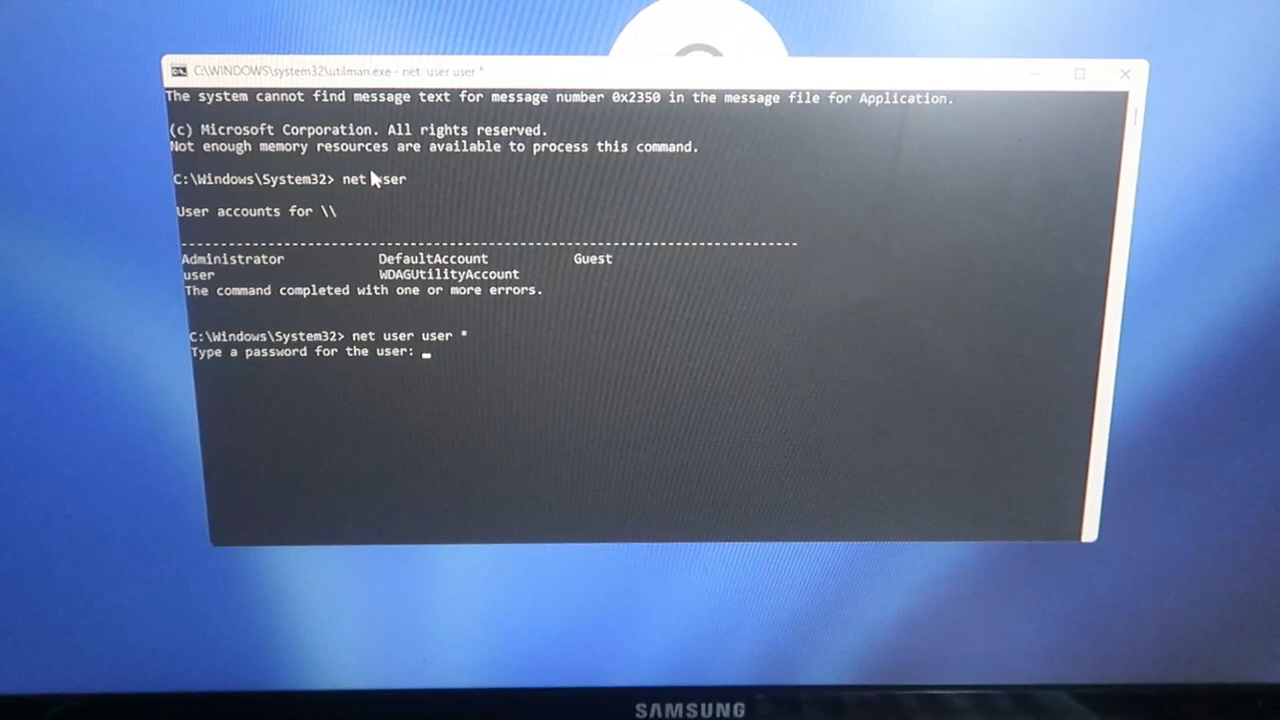 C:\WINDOWS\system32\utilman.exe - net user user *
The system cannot find message text for message number 0x2350 in the message file for Application.
(c) Microsoft Corporation. All rights reserved.
Not enough memory resources are available to process this command.
C:\Windows\System32> net user
User accounts for \\
-------------------------------------------------------------------------------
Administrator DefaultAccount Guest
user WDAGUtilityAccount
The command completed with one or more errors.
C:\Windows\System32> net user user *
Type a password for the user:
SAMSUNG